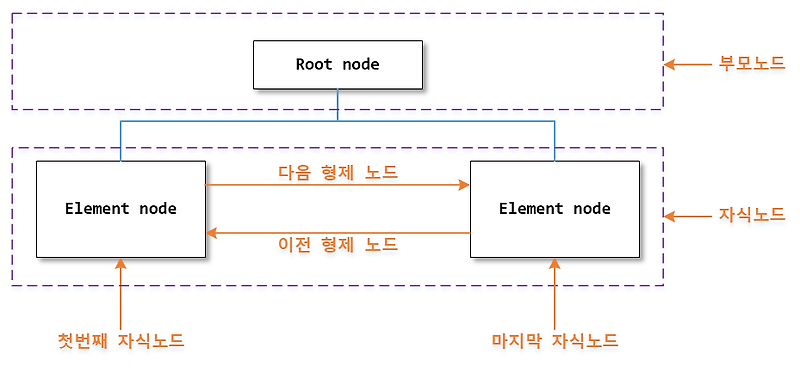 Root node
부모노드
다음 형제 노드
Element node
Element node
자식노드
이전 형제 노드
첫번째 자식노드
마지막 자식노드